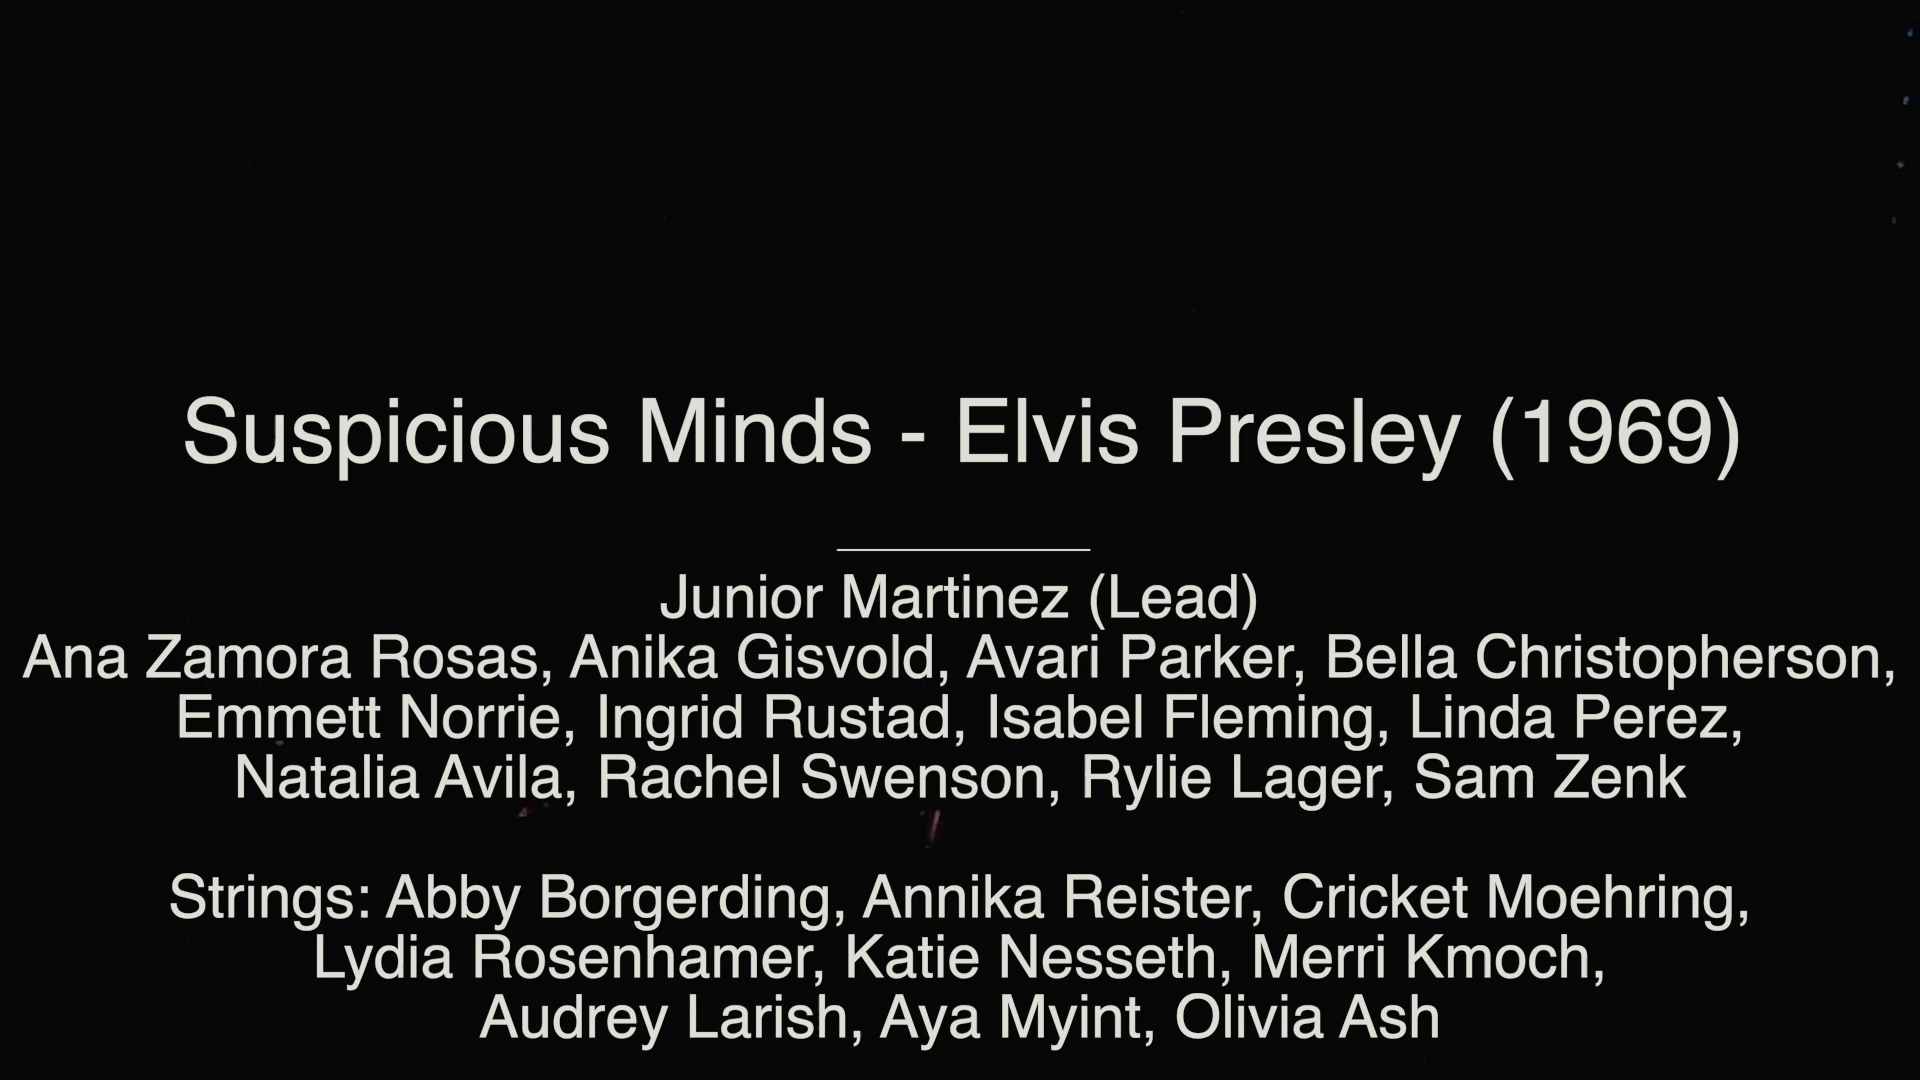 Suspicious Minds - Elvis Presley (1969)
Junior Martinez (Lead)
Ana Zamora Rosas, Anika Gisvold, Avari Parker, Bella Christopherson,
Emmett Norrie, Ingrid Rustad, Isabel Fleming, Linda Perez,
Natalia Avila, Rachel Swenson, Rylie Lager, Sam Zenk
Strings: Abby Borgerding, Annika Reister, Cricket Moehring,
Lydia Rosenhamer, Katie Nesseth, Merri Kmoch,
Audrey Larish, Aya Myint, Olivia Ash